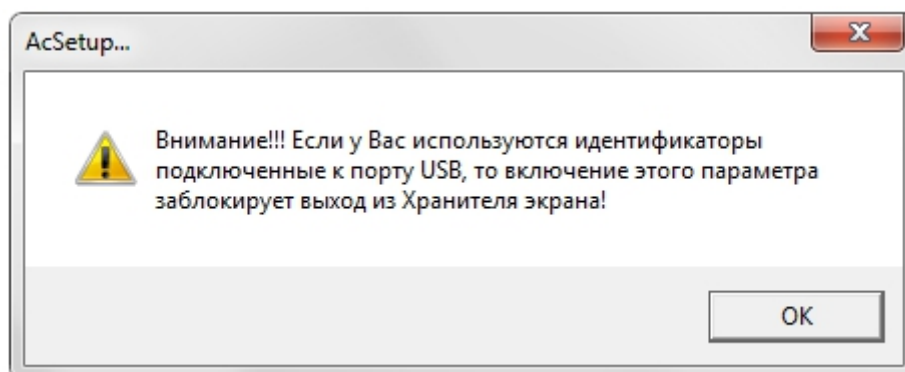 AcSetup...
Внимание!!! Если у Вас используются идентификаторы
подключенные к порту USB, то включение этого параметра
заблокирует выход из Хранителя экрана!
OK